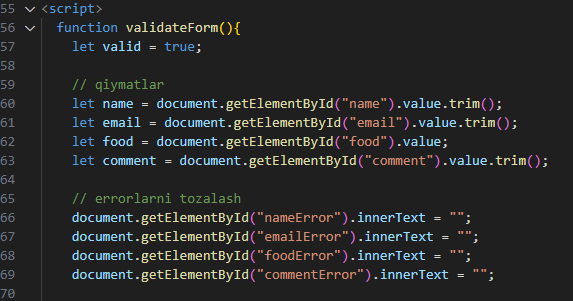 55 <script>
56 function validateForm(){
57 let valid = true;
58
59 // qiymatlar
60 let name = document.getElementById("name").value.trim();
61 let email = document.getElementById("email").value.trim();
62 let food = document.getElementById("food").value;
63 let comment = document.getElementById("comment").value.trim();
64
65 // errorlarni tozalash
66 document.getElementById("nameError").innerText = "";
67 document.getElementById("emailError").innerText = "";
68 document.getElementById("foodError").innerText = "";
69 document.getElementById("commentError").innerText = "";
70